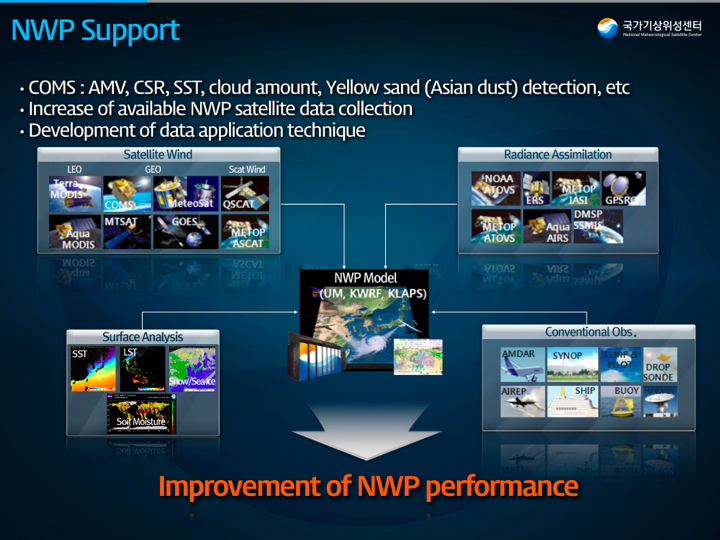 NWP Support
국가기상위성센터
National Meteorological Satellite Center
• COMS : AMV, CSR, SST, cloud amount, Yellow sand (Asian dust) detection, etc
• Increase of available NWP satellite data collection
• Development of data application technique
Satellite Wind
LEO
GEO
Scat Wind
Terra
MODIS
COMS
MeteoSat
QSCAT
Aqua
MODIS
MTSAT
GOES
METOP
ASCAT
Radiance Assimilation
NOAA
ATOVS
ERS
METOP
IASI
GPSRO
METOP
ATOVS
Aqua
AIRS
DMSP
SSMIS
NWP Model
(UM, KWRF, KLAPS)
Surface Analysis
SST
LST
Snow/Sea Ice
Soil Moisture
Conventional Obs.
AMDAR
SYNOP
TEMP &
PILOT
DROP
SONDE
AIREP
SHIP
BUOY
Improvement of NWP performance